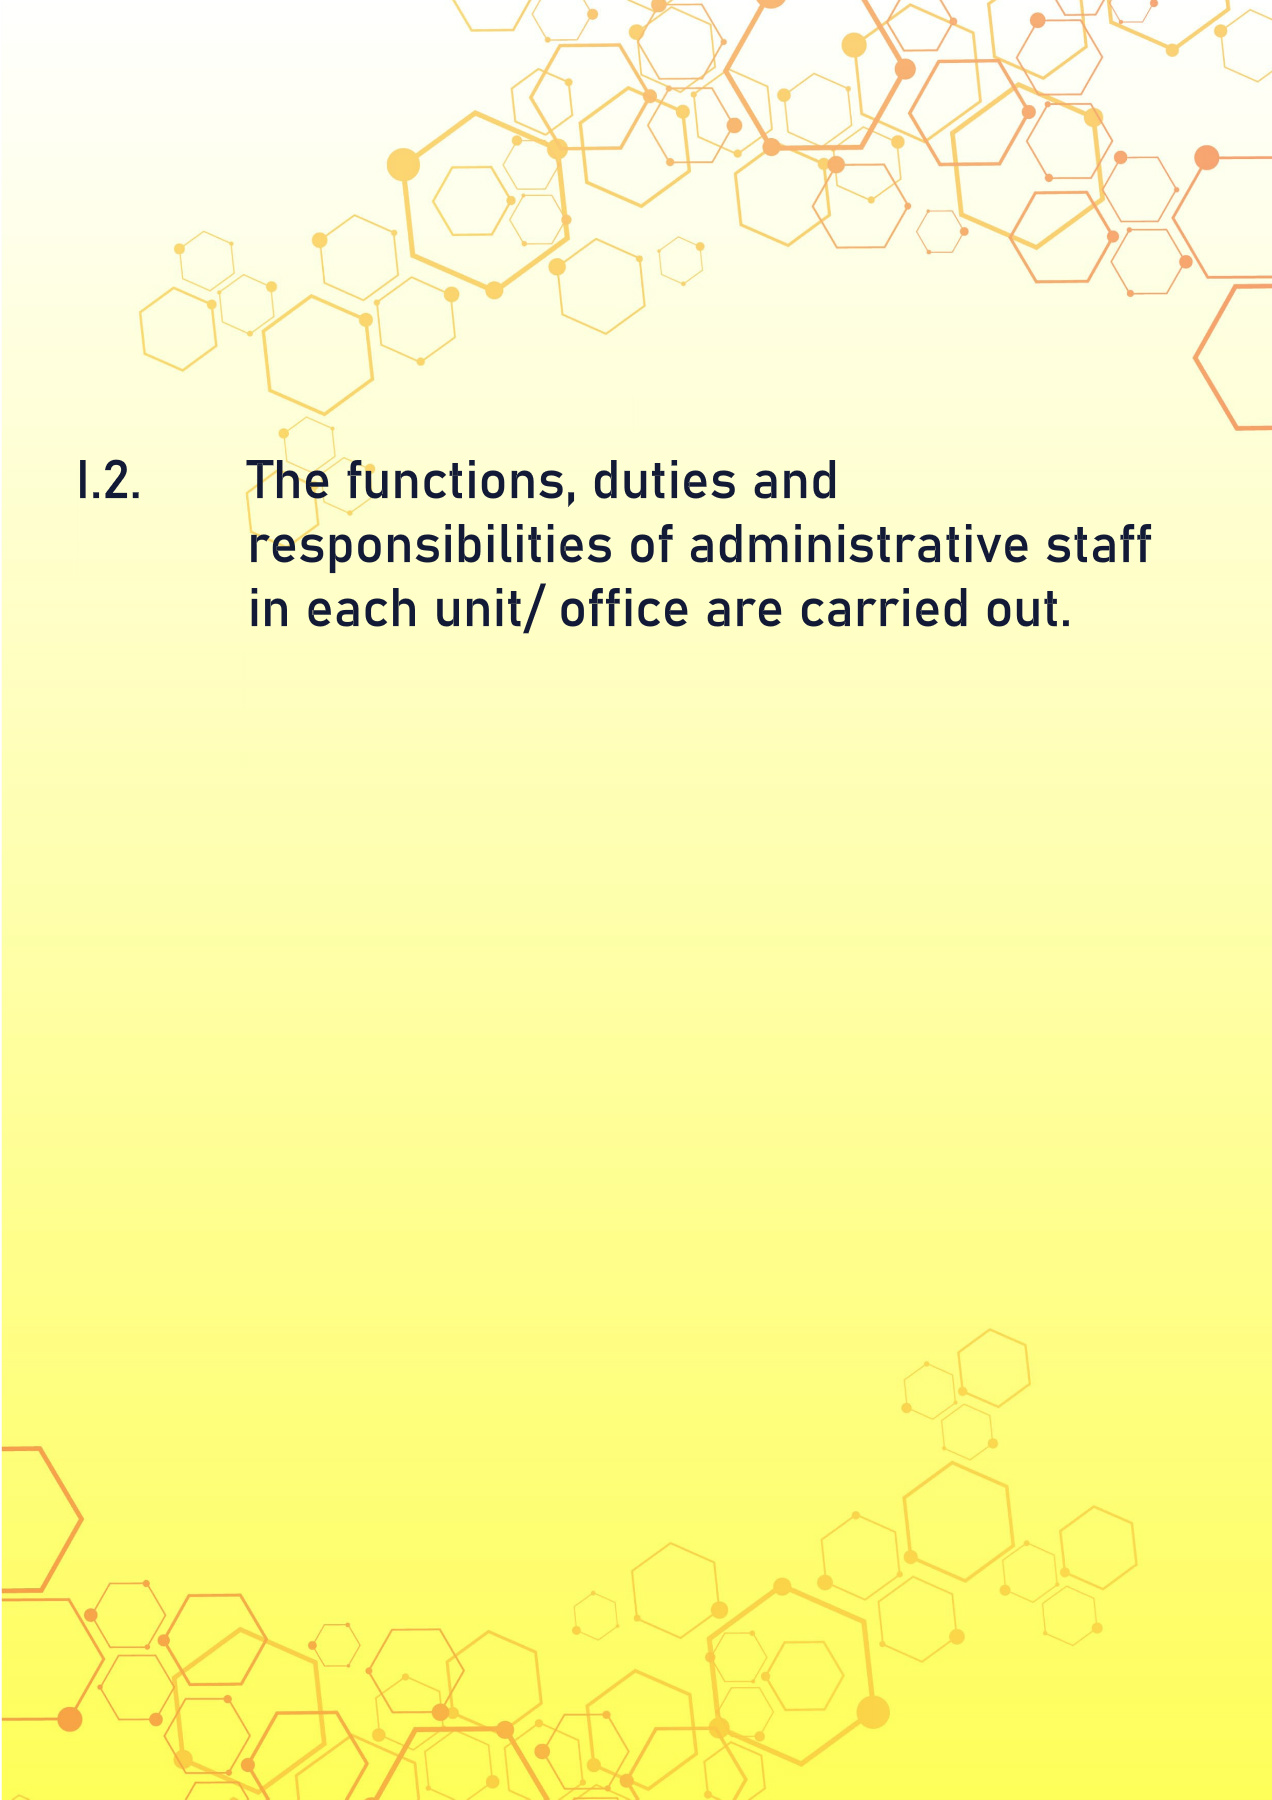 I.2. The functions, duties and
responsibilities of administrative staff
in each unit/ office are carried out.